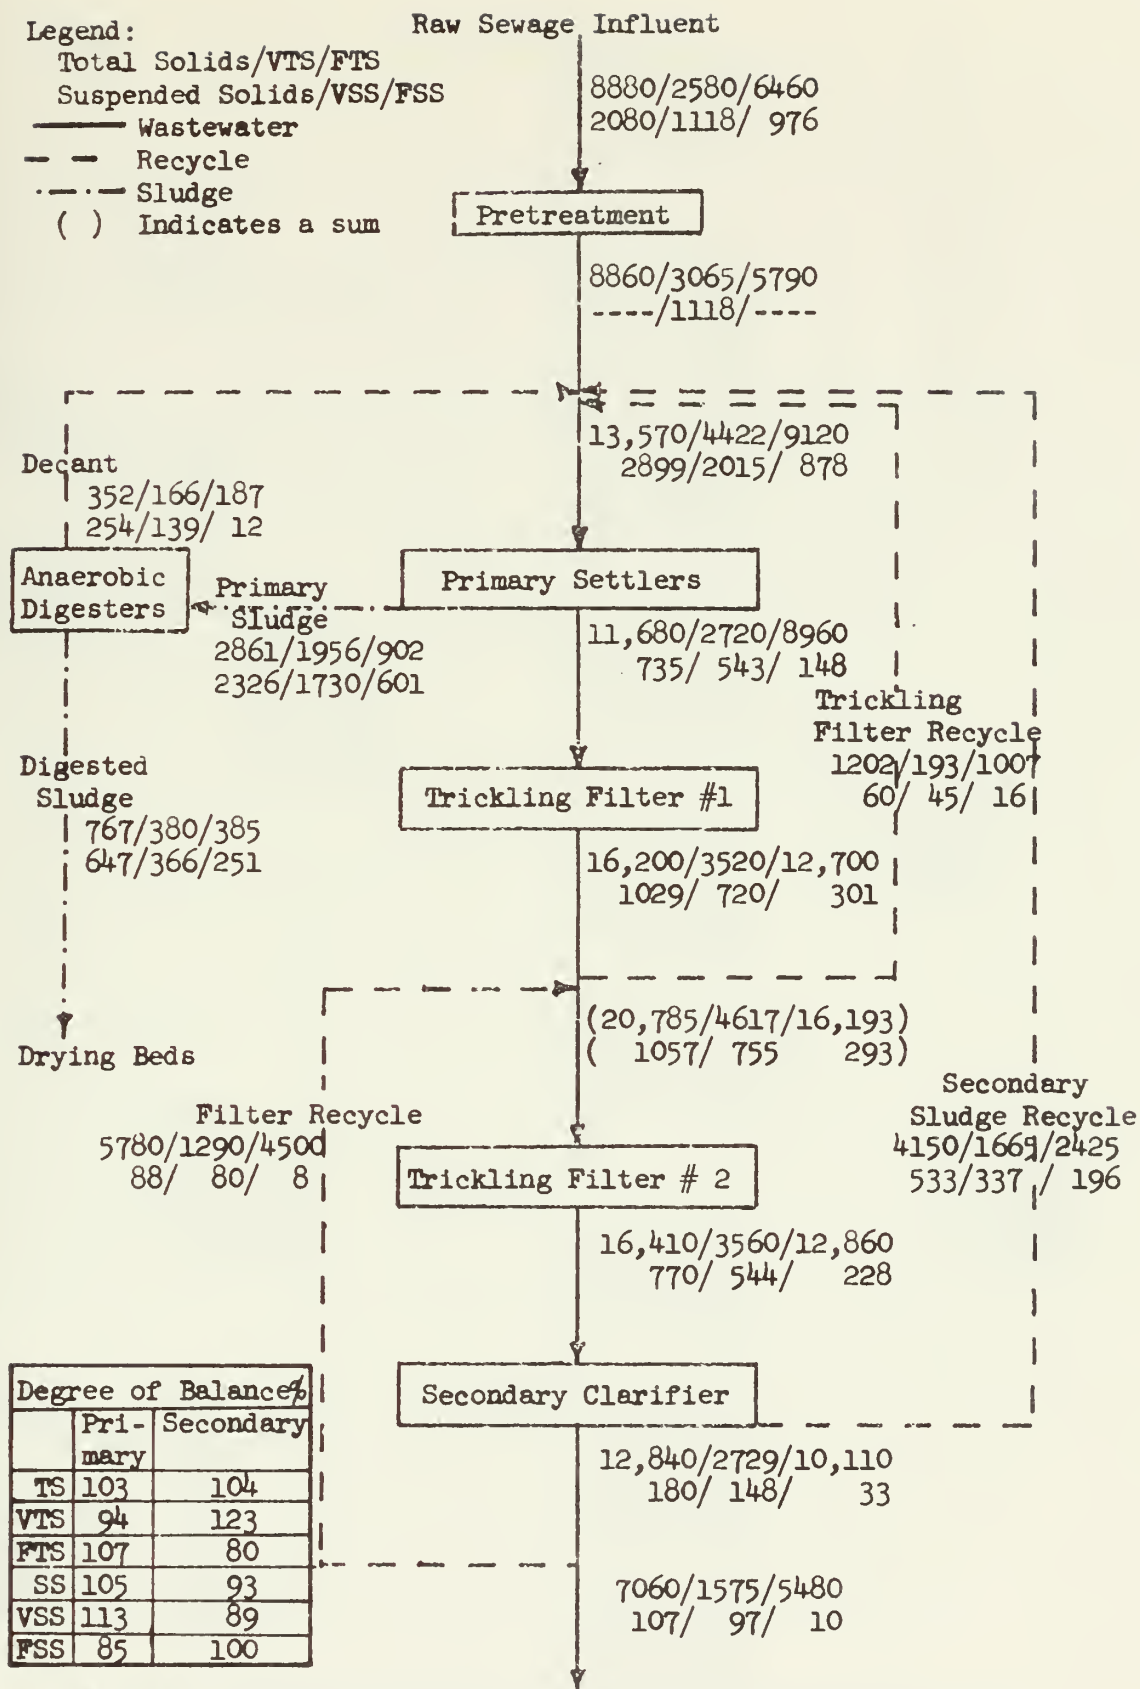 Raw Sewage Influent
Legend:
Total Solids/VTS/FTS
Suspended Solids/VSS/FSS
Wastewater
Recycle
Sludge
( ) Indicates a sum
8880/2580/6460
2080/1118/ 976
Pretreatment
8860/3065/5790
----/1118/----
13,570/4422/9120
2899/2015/ 878
Decant
352/166/187
254/139/ 12
Anaerobic
Digesters
Primary
Sludge
2861/1956/902
2326/1730/601
Primary Settlers
11,680/2720/8960
735/ 543/ 148
Trickling
Filter Recycle
1202/193/1007
60/ 45/ 16
Digested
Sludge
767/380/385
647/366/251
Trickling Filter #1
16,200/3520/12,700
1029/ 720/ 301
(20,785/4617/16,193)
( 1057/ 755 293)
Drying Beds
Filter Recycle
5780/1290/4500
88/ 80/ 8
Secondary
Sludge Recycle
4150/1669/2425
533/337 / 196
Trickling Filter # 2
16,410/3560/12,860
770/ 544/ 228
Secondary Clarifier
12,840/2729/10,110
180/ 148/ 33
7060/1575/5480
107/ 97/ 10
Degree of Balance%
Pri-
mary Secondary
TS 103 104
VTS 94 123
FTS 107 80
SS 105 93
VSS 113 89
FSS 85 100